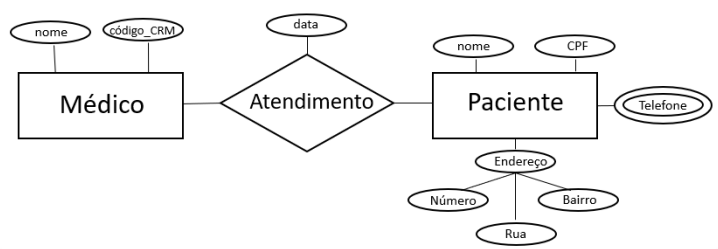 data
nome
código_CRM
nome
CPF
Médico
Atendimento
Paciente
Telefone
Endereço
Número
Bairro
Rua